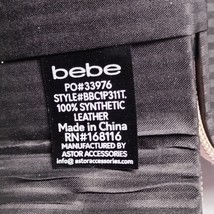 bebe
PO#33976
STYLE#BBC1P311T.
100% SYNTHETIC
LEATHER
Made in China
RN#168116
MANUFACTURED BY
ASTOR ACCESSORIES
info@astoraccessories.com